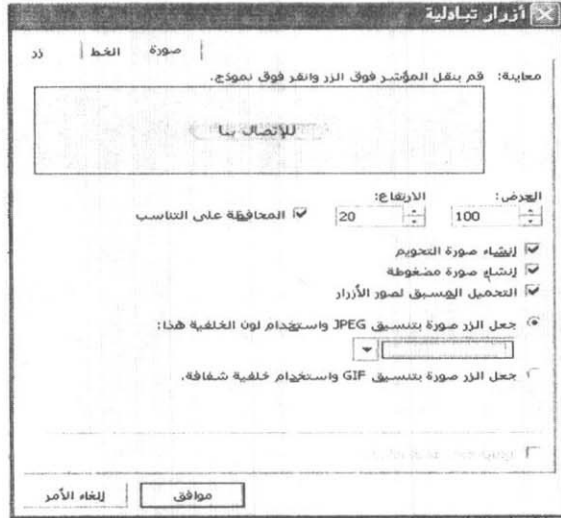 أزرار تبادلية
زر الخط صورة
معاينة: قم بنقل المؤشر فوق الزر وانقر فوق نموذج.
للإتصال بنا
العرض: الارتفاع:
100 20 المحافظة على التناسب
إنشاء صورة التحويم
إنشاء صورة مضغوطة
التحميل المسبق لصور الأزرار
جعل الزر صورة بتنسيق JPEG واستخدام لون الخلفية هذا:
جعل الزر صورة بتنسيق GIF واستخدام خلفية شفافة.
موافق إلغاء الأمر